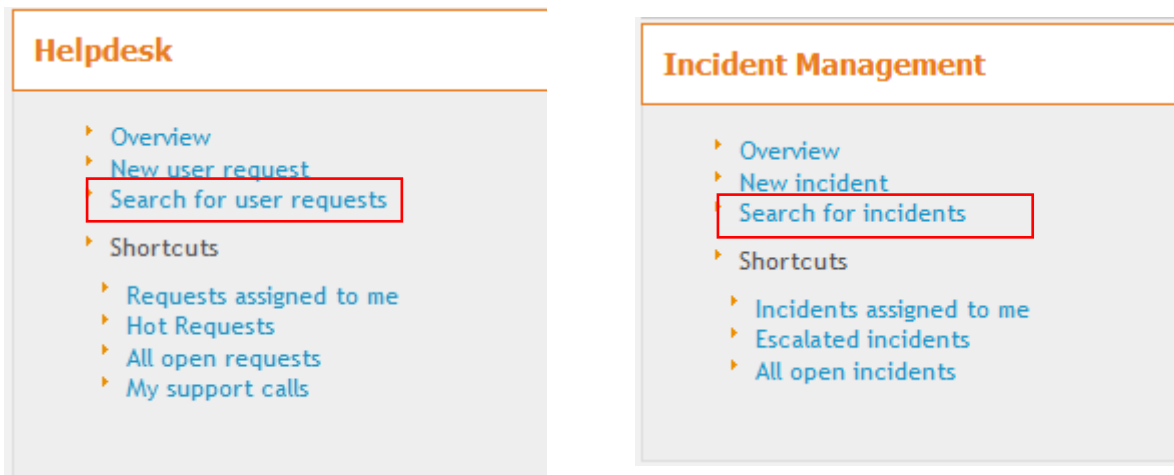 Helpdesk
Overview
New user request
Search for user requests
Shortcuts
Requests assigned to me
Hot Requests
All open requests
My support calls
Incident Management
Overview
New incident
Search for incidents
Shortcuts
Incidents assigned to me
Escalated incidents
All open incidents